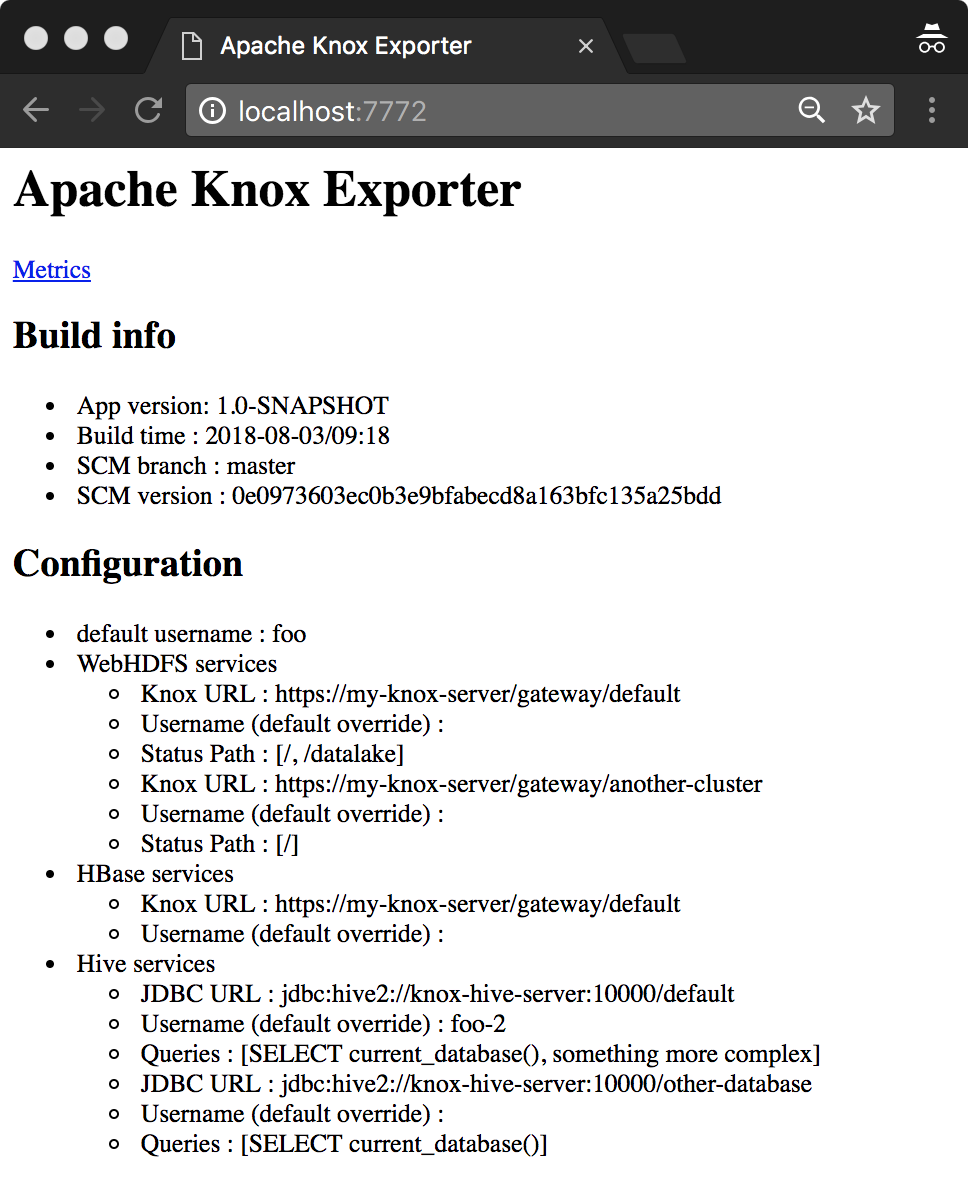 Apache Knox Exporter
localhost:7772
Apache Knox Exporter
Metrics
Build info
App version: 1.0-SNAPSHOT
Build time : 2018-08-03/09:18
SCM branch : master
SCM version : 0e0973603ec0b3e9bfabecd8a163bfc135a25bdd
Configuration
default username : foo
WebHDFS services
Knox URL : https://my-knox-server/gateway/default
Username (default override) :
Status Path : [/, /datalake]
Knox URL : https://my-knox-server/gateway/another-cluster
Username (default override) :
Status Path : [/]
HBase services
Knox URL : https://my-knox-server/gateway/default
Username (default override) :
Hive services
JDBC URL : jdbc:hive2://knox-hive-server:10000/default
Username (default override) : foo-2
Queries : [SELECT current_database(), something more complex]
JDBC URL : jdbc:hive2://knox-hive-server:10000/other-database
Username (default override) :
Queries : [SELECT current_database()]